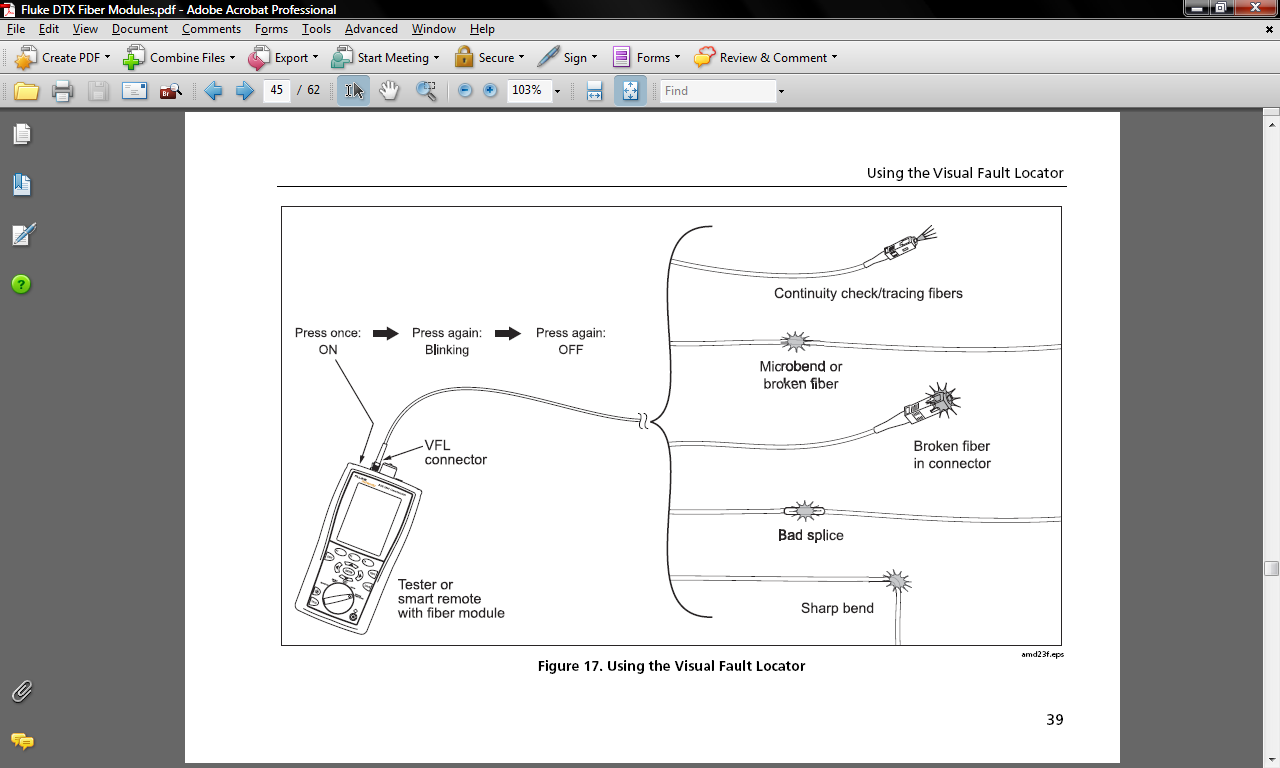 Fluke DTX Fiber Modules.pdf - Adobe Acrobat Professional
File Edit View Document Comments Forms Tools Advanced Window Help
Create PDF Combine Files Export Start Meeting Secure Sign Forms Review & Comment
45 / 62 103% Find
Using the Visual Fault Locator
Continuity check/tracing fibers
Press once:
ON
Press again:
Blinking
Press again:
OFF
Microbend or
broken fiber
VFL
connector
Broken fiber
in connector
Bad splice
Tester or
smart remote
with fiber module
Sharp bend
amd23f.eps
Figure 17. Using the Visual Fault Locator
39